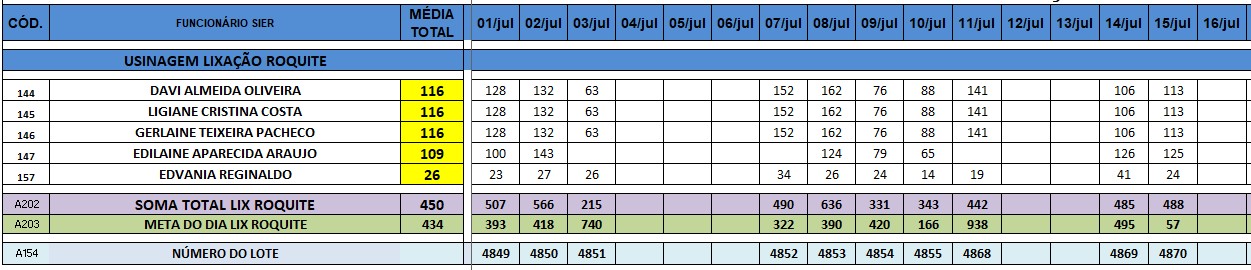 CÓD. FUNCIONÁRIO SIER MÉDIA TOTAL 01/jul 02/jul 03/jul 04/jul 05/jul 06/jul 07/jul 08/jul 09/jul 10/jul 11/jul 12/jul 13/jul 14/jul 15/jul 16/jul
USINAGEM LIXAÇÃO ROQUITE
144 DAVI ALMEIDA OLIVEIRA 116 128 132 63 152 162 76 88 141 106 113
145 LIGIANE CRISTINA COSTA 116 128 132 63 152 162 76 88 141 106 113
146 GERLAINE TEIXEIRA PACHECO 116 128 132 63 152 162 76 88 141 106 113
147 EDILAINE APARECIDA ARAUJO 109 100 143 124 79 65 126 125
157 EDVANIA REGINALDO 26 23 27 26 34 26 24 14 19 41 24
A202 SOMA TOTAL LIX ROQUITE 450 507 566 215 490 636 331 343 442 485 488
A203 META DO DIA LIX ROQUITE 434 393 418 740 322 390 420 166 938 495 57
A154 NÚMERO DO LOTE 4849 4850 4851 4852 4853 4854 4855 4868 4869 4870